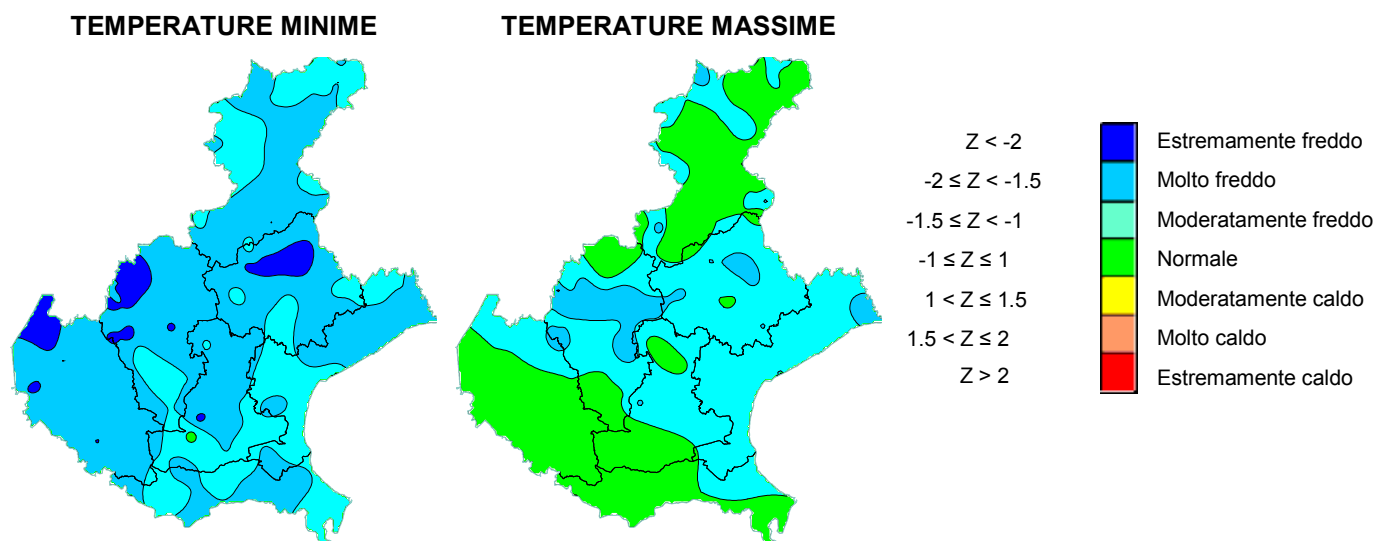 TEMPERATURE MINIME
TEMPERATURE MASSIME
Z < -2
Estremamente freddo
-2 ≤ Z < -1.5
Molto freddo
-1.5 ≤ Z < -1
Moderatamente freddo
-1 ≤ Z ≤ 1
Normale
1 < Z ≤ 1.5
Moderatamente caldo
1.5 < Z ≤ 2
Molto caldo
Z > 2
Estremamente caldo